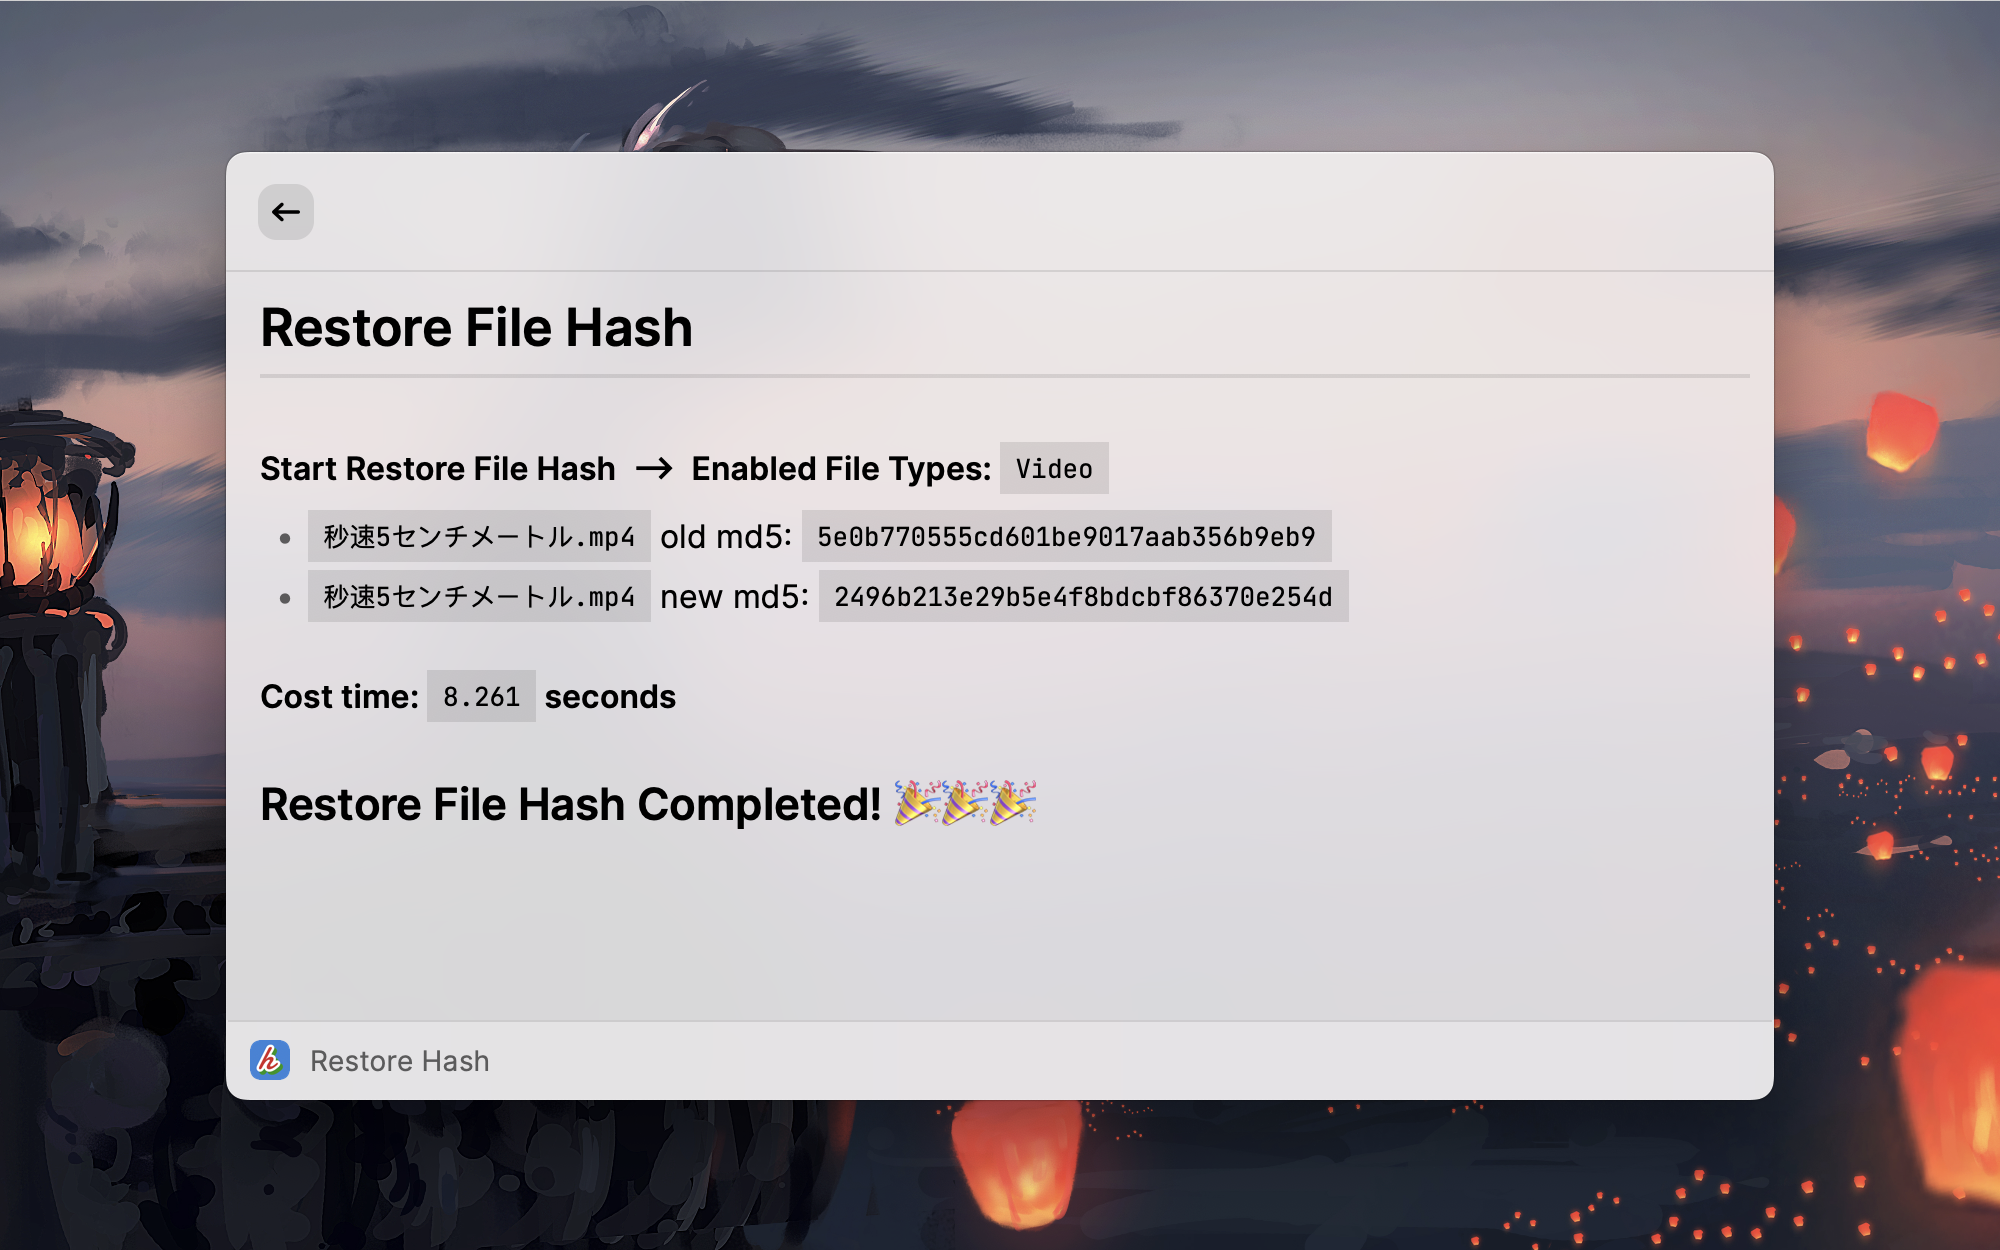 Restore File Hash
Start Restore File Hash → Enabled File Types: Video
• 秒速5センチメートル.mp4 old md5: 5e0b770555cd601be9017aab356b9eb9
• 秒速5センチメートル.mp4 new md5: 2496b213e29b5e4f8bdcbf86370e254d
Cost time: 8.261 seconds
Restore File Hash Completed! 🎉🎉🎉
Restore Hash